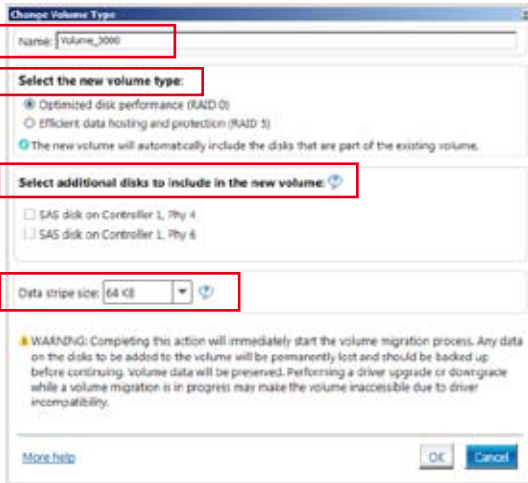 Change Volume Type
Name: Volume_3000
Select the new volume type:
Optimized disk performance (RAID 0)
Efficient data hosting and protection (RAID 5)
The new volume will automatically include the disks that are part of the existing volume.
Select additional disks to include in the new volume: ?
SAS disk on Controller 1, Phy 4
SAS disk on Controller 1, Phy 6
Data stripe size: 64 KB ?
WARNING: Completing this action will immediately start the volume migration process. Any data
on the disks to be added to the volume will be permanently lost and should be backed up
before continuing. Volume data will be preserved. Performing a driver upgrade or downgrade
while a volume migration is in progress may make the volume inaccessible due to driver
incompatibility.
More help
OK
Cancel